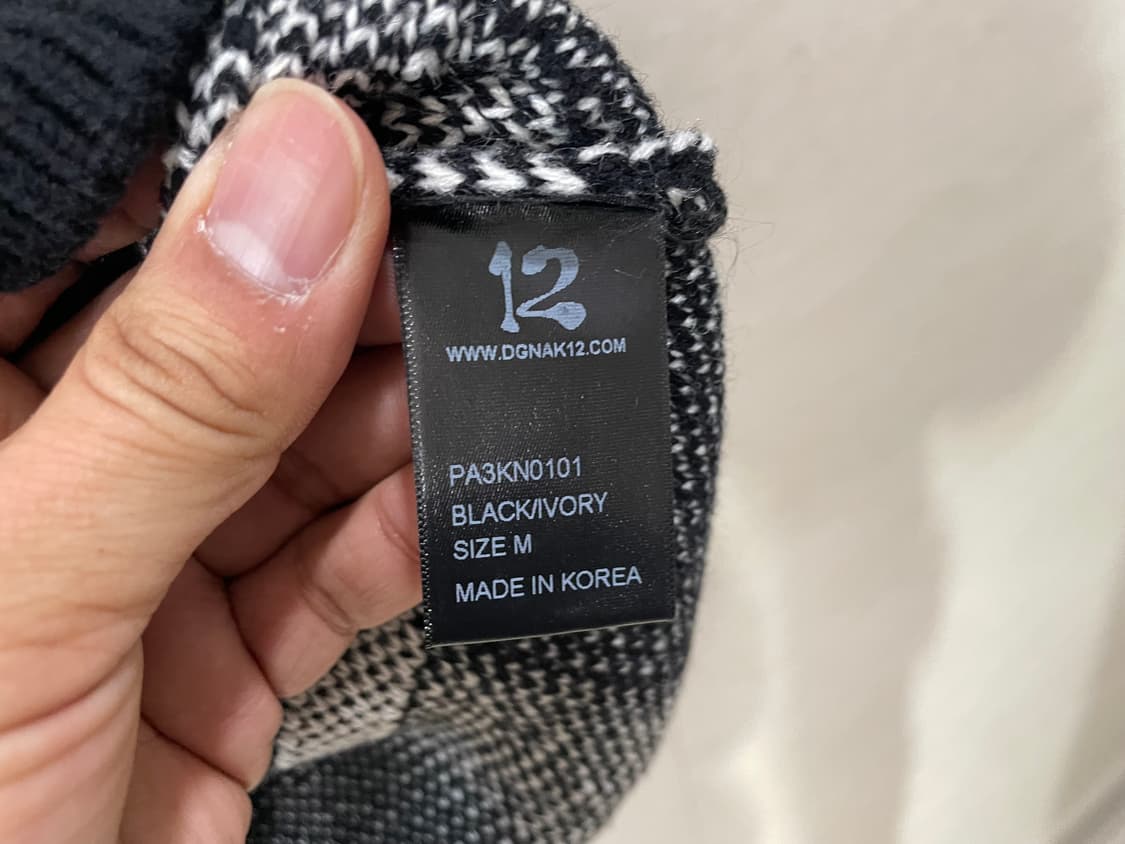 12
WWW.DGNAK12.COM
PA3KN0101
BLACK/IVORY
SIZE M
MADE IN KOREA